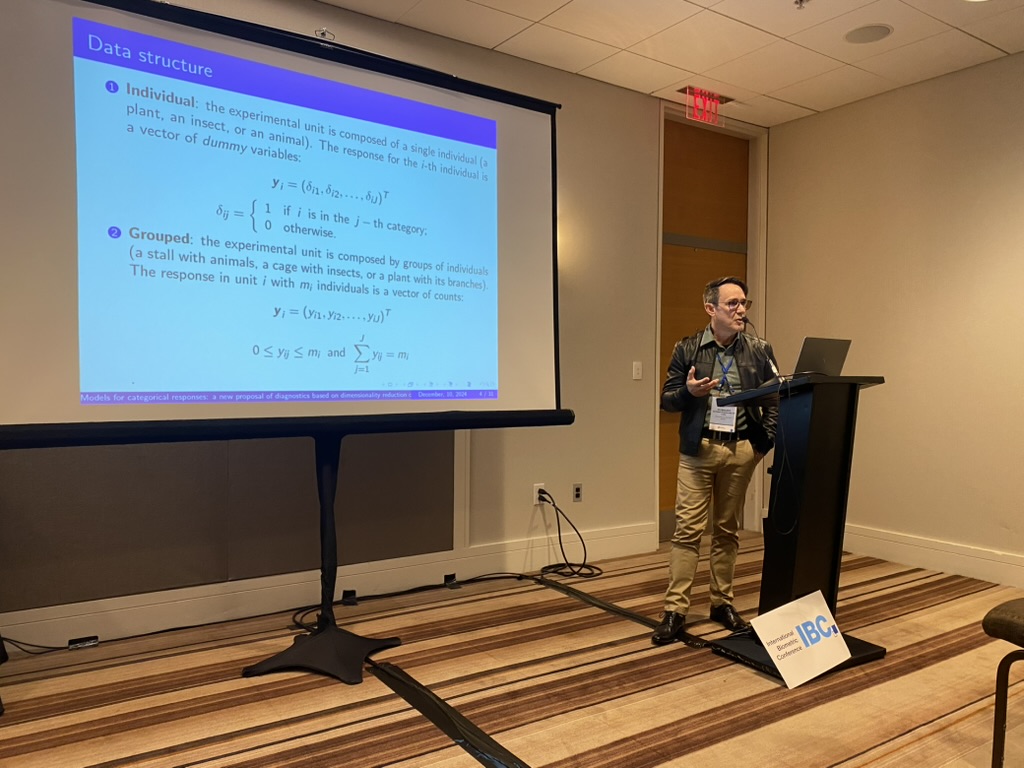 Data structure
1 Individual: the experimental unit is composed of a single individual (a
plant, an insect, or an animal). The response for the i-th individual is
a vector of dummy variables:
y_i = (δ_i1, δ_i2, . . . , δ_iJ)^T
δ_ij = { 1 if i is in the j − th category;
0 otherwise.
2 Grouped: the experimental unit is composed by groups of individuals
(a stall with animals, a cage with insects, or a plant with its branches).
The response in unit i with m_i individuals is a vector of counts:
y_i = (y_i1, y_i2, . . . , y_iJ)^T
0 ≤ y_ij ≤ m_i and ∑_{j=1}^{J} y_ij = m_i
Models for categorical responses: a new proposal of diagnostics based on dimensionality reduction December, 10, 2024
EXIT
International
Biometric
Conference
IBC